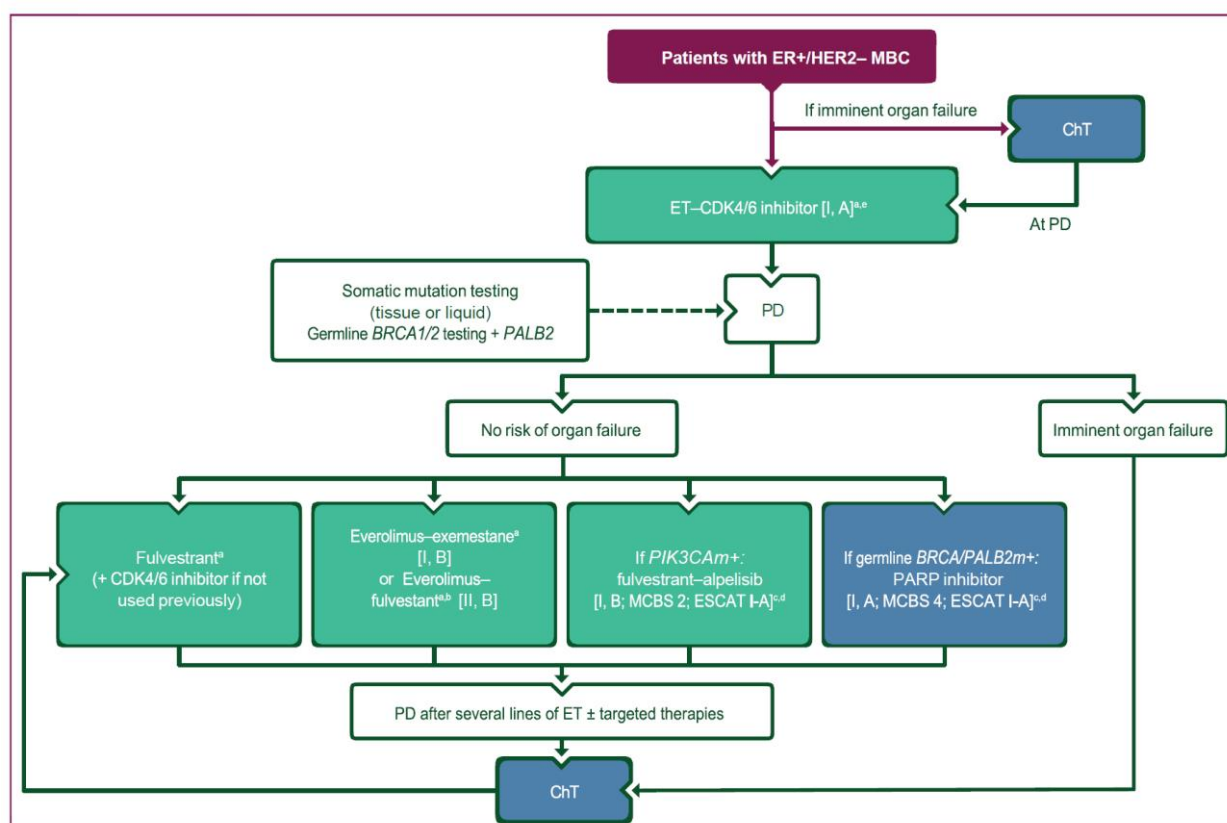 Patients with ER+/HER2– MBC
If imminent organ failure
ChT
ET–CDK4/6 inhibitor [I, A]a,e
At PD
Somatic mutation testing
(tissue or liquid)
Germline BRCA1/2 testing + PALB2
PD
No risk of organ failure
Imminent organ failure
Fulvestranta
(+ CDK4/6 inhibitor if not
used previously)
Everolimus–exemestanea
[I, B]
or Everolimus–
fulvestanta,b [II, B]
If PIK3CAm+:
fulvestrant–alpelisib
[I, B; MCBS 2; ESCAT I-A]c,d
If germline BRCA/PALB2m+:
PARP inhibitor
[I, A; MCBS 4; ESCAT I-A]c,d
PD after several lines of ET ± targeted therapies
ChT